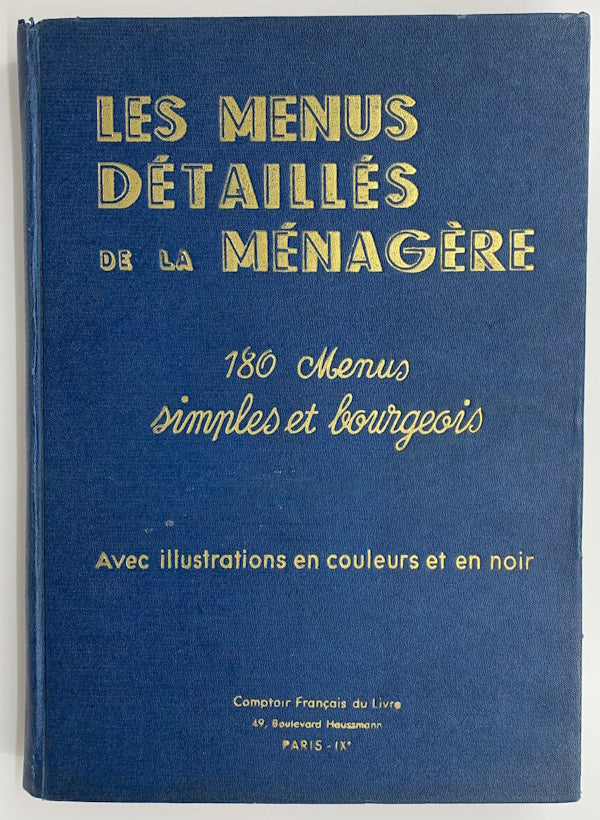 LES MENUS
DÉTAILLÉS
DE LA MÉNAGÈRE
180 Menus
simples et bourgeois
Avec illustrations en couleurs et en noir
Comptoir Français du Livre
49, Boulevard Haussmann
PARIS - IXᵉ